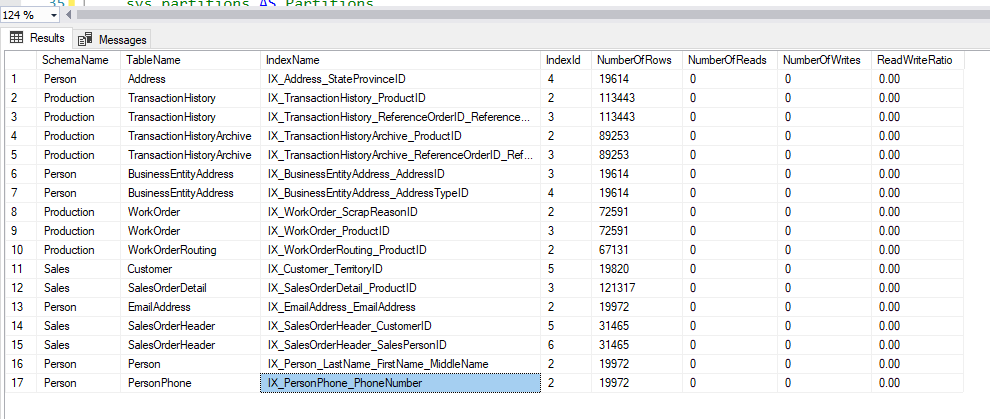 35 sys.partitions AS Partitions
124 %
Results Messages
SchemaName TableName IndexName IndexId NumberOfRows NumberOfReads NumberOfWrites ReadWriteRatio
1 Person Address IX_Address_StateProvinceID 4 19614 0 0 0.00
2 Production TransactionHistory IX_TransactionHistory_ProductID 2 113443 0 0 0.00
3 Production TransactionHistory IX_TransactionHistory_ReferenceOrderID_Reference... 3 113443 0 0 0.00
4 Production TransactionHistoryArchive IX_TransactionHistoryArchive_ProductID 2 89253 0 0 0.00
5 Production TransactionHistoryArchive IX_TransactionHistoryArchive_ReferenceOrderID_Ref... 3 89253 0 0 0.00
6 Person BusinessEntityAddress IX_BusinessEntityAddress_AddressID 3 19614 0 0 0.00
7 Person BusinessEntityAddress IX_BusinessEntityAddress_AddressTypeID 4 19614 0 0 0.00
8 Production WorkOrder IX_WorkOrder_ScrapReasonID 2 72591 0 0 0.00
9 Production WorkOrder IX_WorkOrder_ProductID 3 72591 0 0 0.00
10 Production WorkOrderRouting IX_WorkOrderRouting_ProductID 2 67131 0 0 0.00
11 Sales Customer IX_Customer_TerritoryID 5 19820 0 0 0.00
12 Sales SalesOrderDetail IX_SalesOrderDetail_ProductID 3 121317 0 0 0.00
13 Person EmailAddress IX_EmailAddress_EmailAddress 2 19972 0 0 0.00
14 Sales SalesOrderHeader IX_SalesOrderHeader_CustomerID 5 31465 0 0 0.00
15 Sales SalesOrderHeader IX_SalesOrderHeader_SalesPersonID 6 31465 0 0 0.00
16 Person Person IX_Person_LastName_FirstName_MiddleName 2 19972 0 0 0.00
17 Person PersonPhone IX_PersonPhone_PhoneNumber 2 19972 0 0 0.00